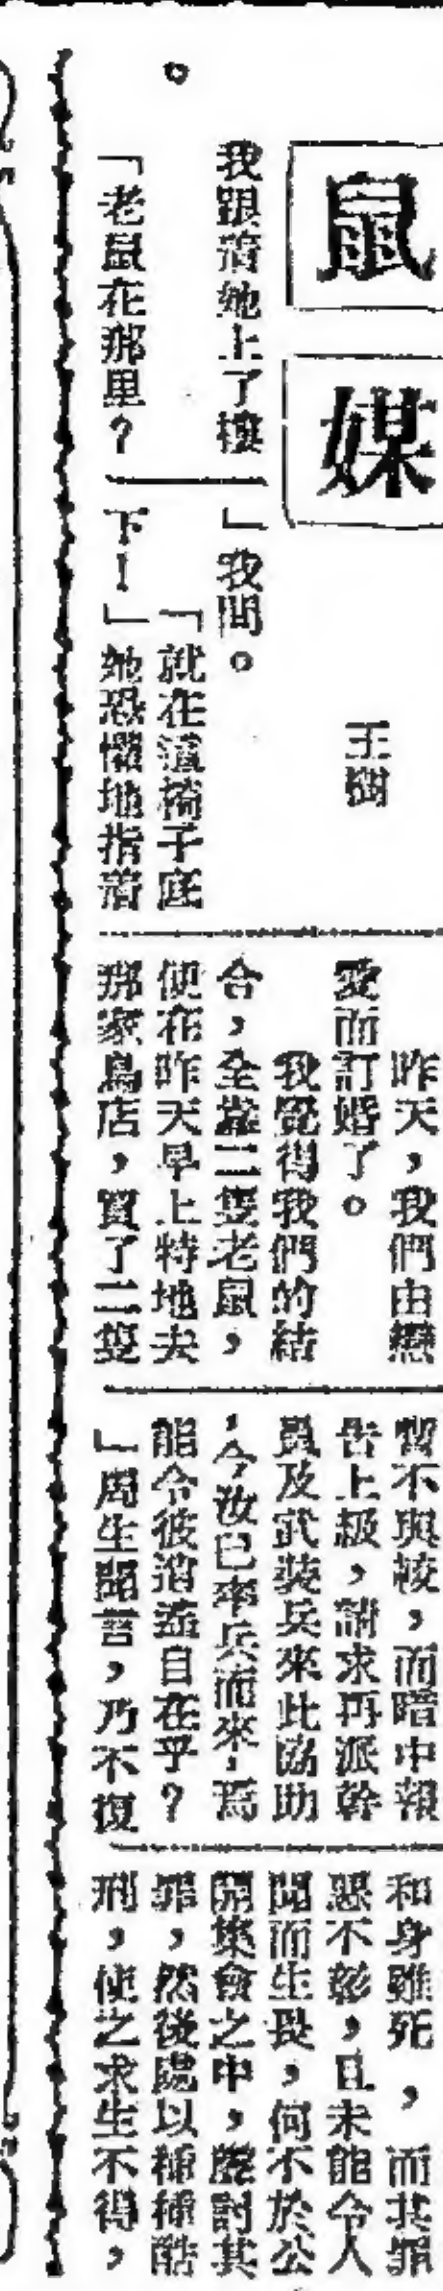 鼠媒
王樹
我跟着她上了樓
。
「老鼠在那里?
」我問。
「就在這椅子底
下!」她恐懼地指着
昨天,我們由戀
愛而訂婚了。
我覺得我們的結
合,全靠二隻老鼠,
便在昨天早上特地去
那家鳥店,買了二隻
暫不與較,而暗中報
告上級,請求再派幹
員及武裝兵來此協助
,今汝已率兵而來,焉
能令彼逍遙自在乎?
」周生聞言,乃不復
和身雖死,而其罪
惡不彰,且未能令人
聞而生畏,何不於公
開集會之中,討其
罪,然後處以種種酷
刑,使之求生不得,